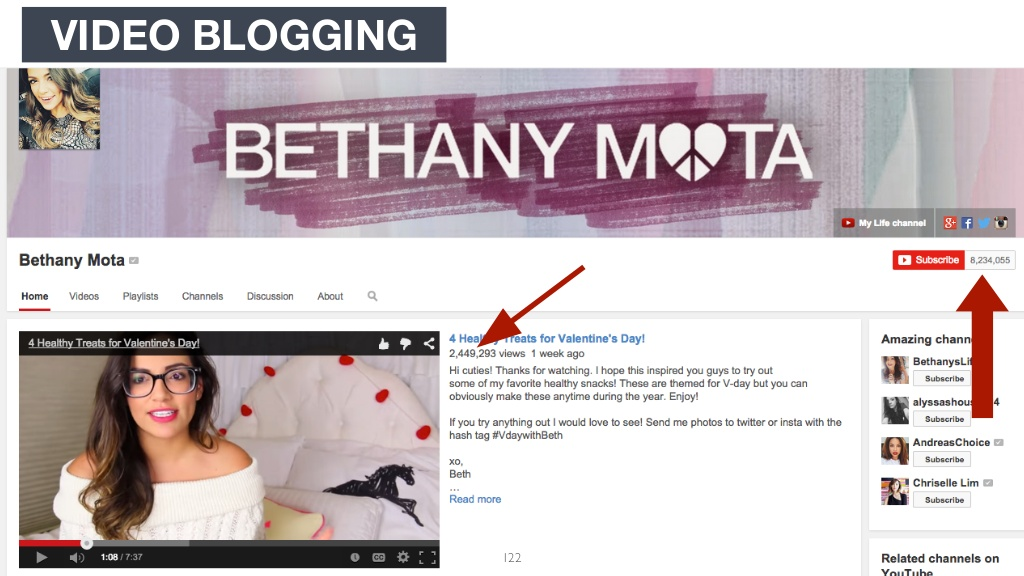 VIDEO BLOGGING
BETHANY MOTA
My Life channel
Bethany Mota
Subscribe 8,234,055
Home Videos Playlists Channels Discussion About
4 Healthy Treats for Valentine's Day!
4 Healthy Treats for Valentine's Day!
2,449,293 views 1 week ago
Hi cuties! Thanks for watching. I hope this inspired you guys to try out
some of my favorite healthy snacks! These are themed for V-day but you can
obviously make these anytime during the year. Enjoy!
If you try anything out I would love to see! Send me photos to twitter or insta with the
hash tag #VdaywithBeth
xo,
Beth
...
Read more
1:08 / 7:37
CC
Amazing
Subscribe
Subscribe
AndreasChoice
Subscribe
Chriselle Lim
Subscribe
Related channels on
YouTube
122